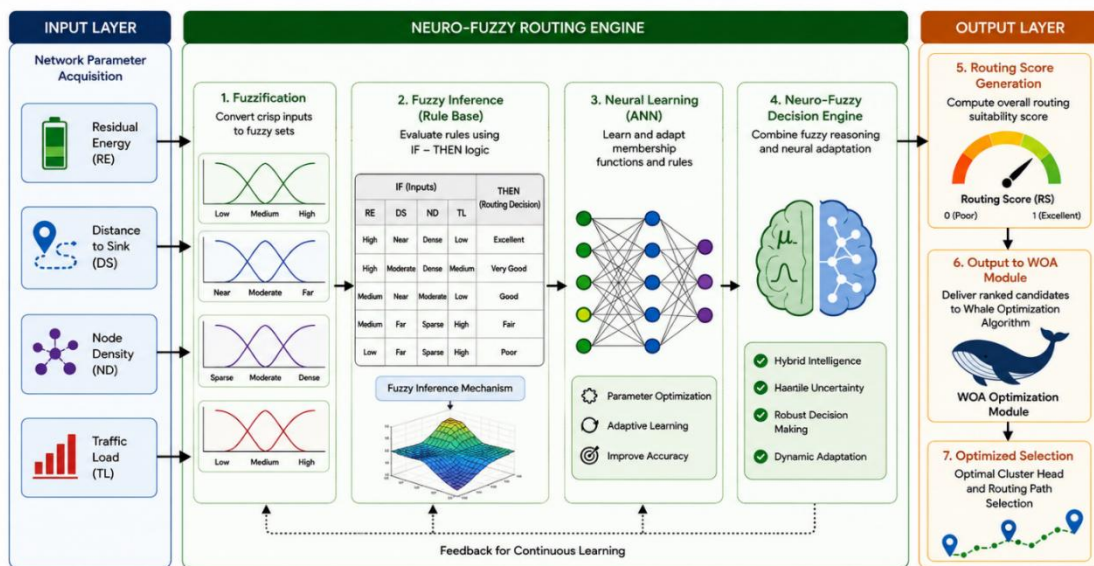 INPUT LAYER
Network Parameter
Acquisition
Residual
Energy
(RE)
Distance
to Sink
(DS)
Node
Density
(ND)
Traffic
Load
(TL)
NEURO-FUZZY ROUTING ENGINE
1. Fuzzification
Convert crisp inputs
to fuzzy sets
Low Medium High
Near Moderate Far
Sparse Moderate Dense
Low Medium High
2. Fuzzy Inference
(Rule Base)
Evaluate rules using
IF – THEN logic
IF (Inputs) THEN
(Routing Decision)
RE DS ND TL
High Near Dense Low Excellent
High Moderate Dense Medium Very Good
Medium Near Moderate Low Good
Medium Far Sparse High Fair
Low Far Sparse High Poor
Fuzzy Inference Mechanism
3. Neural Learning
(ANN)
Learn and adapt
membership
functions and rules
Parameter Optimization
Adaptive Learning
Improve Accuracy
4. Neuro-Fuzzy
Decision Engine
Combine fuzzy reasoning
and neural adaptation
μ
Hybrid Intelligence
Uncertainty
Robust Decision
Making
Dynamic Adaptation
Feedback for Continuous Learning
OUTPUT LAYER
5. Routing Score
Generation
Compute overall routing
suitability score
Routing Score (RS)
0 (Poor) 1 (Excellent)
6. Output to WOA
Module
Deliver ranked candidates
to Whale Optimization
Algorithm
WOA Optimization
Module
7. Optimized Selection
Optimal Cluster Head
and Routing Path
Selection